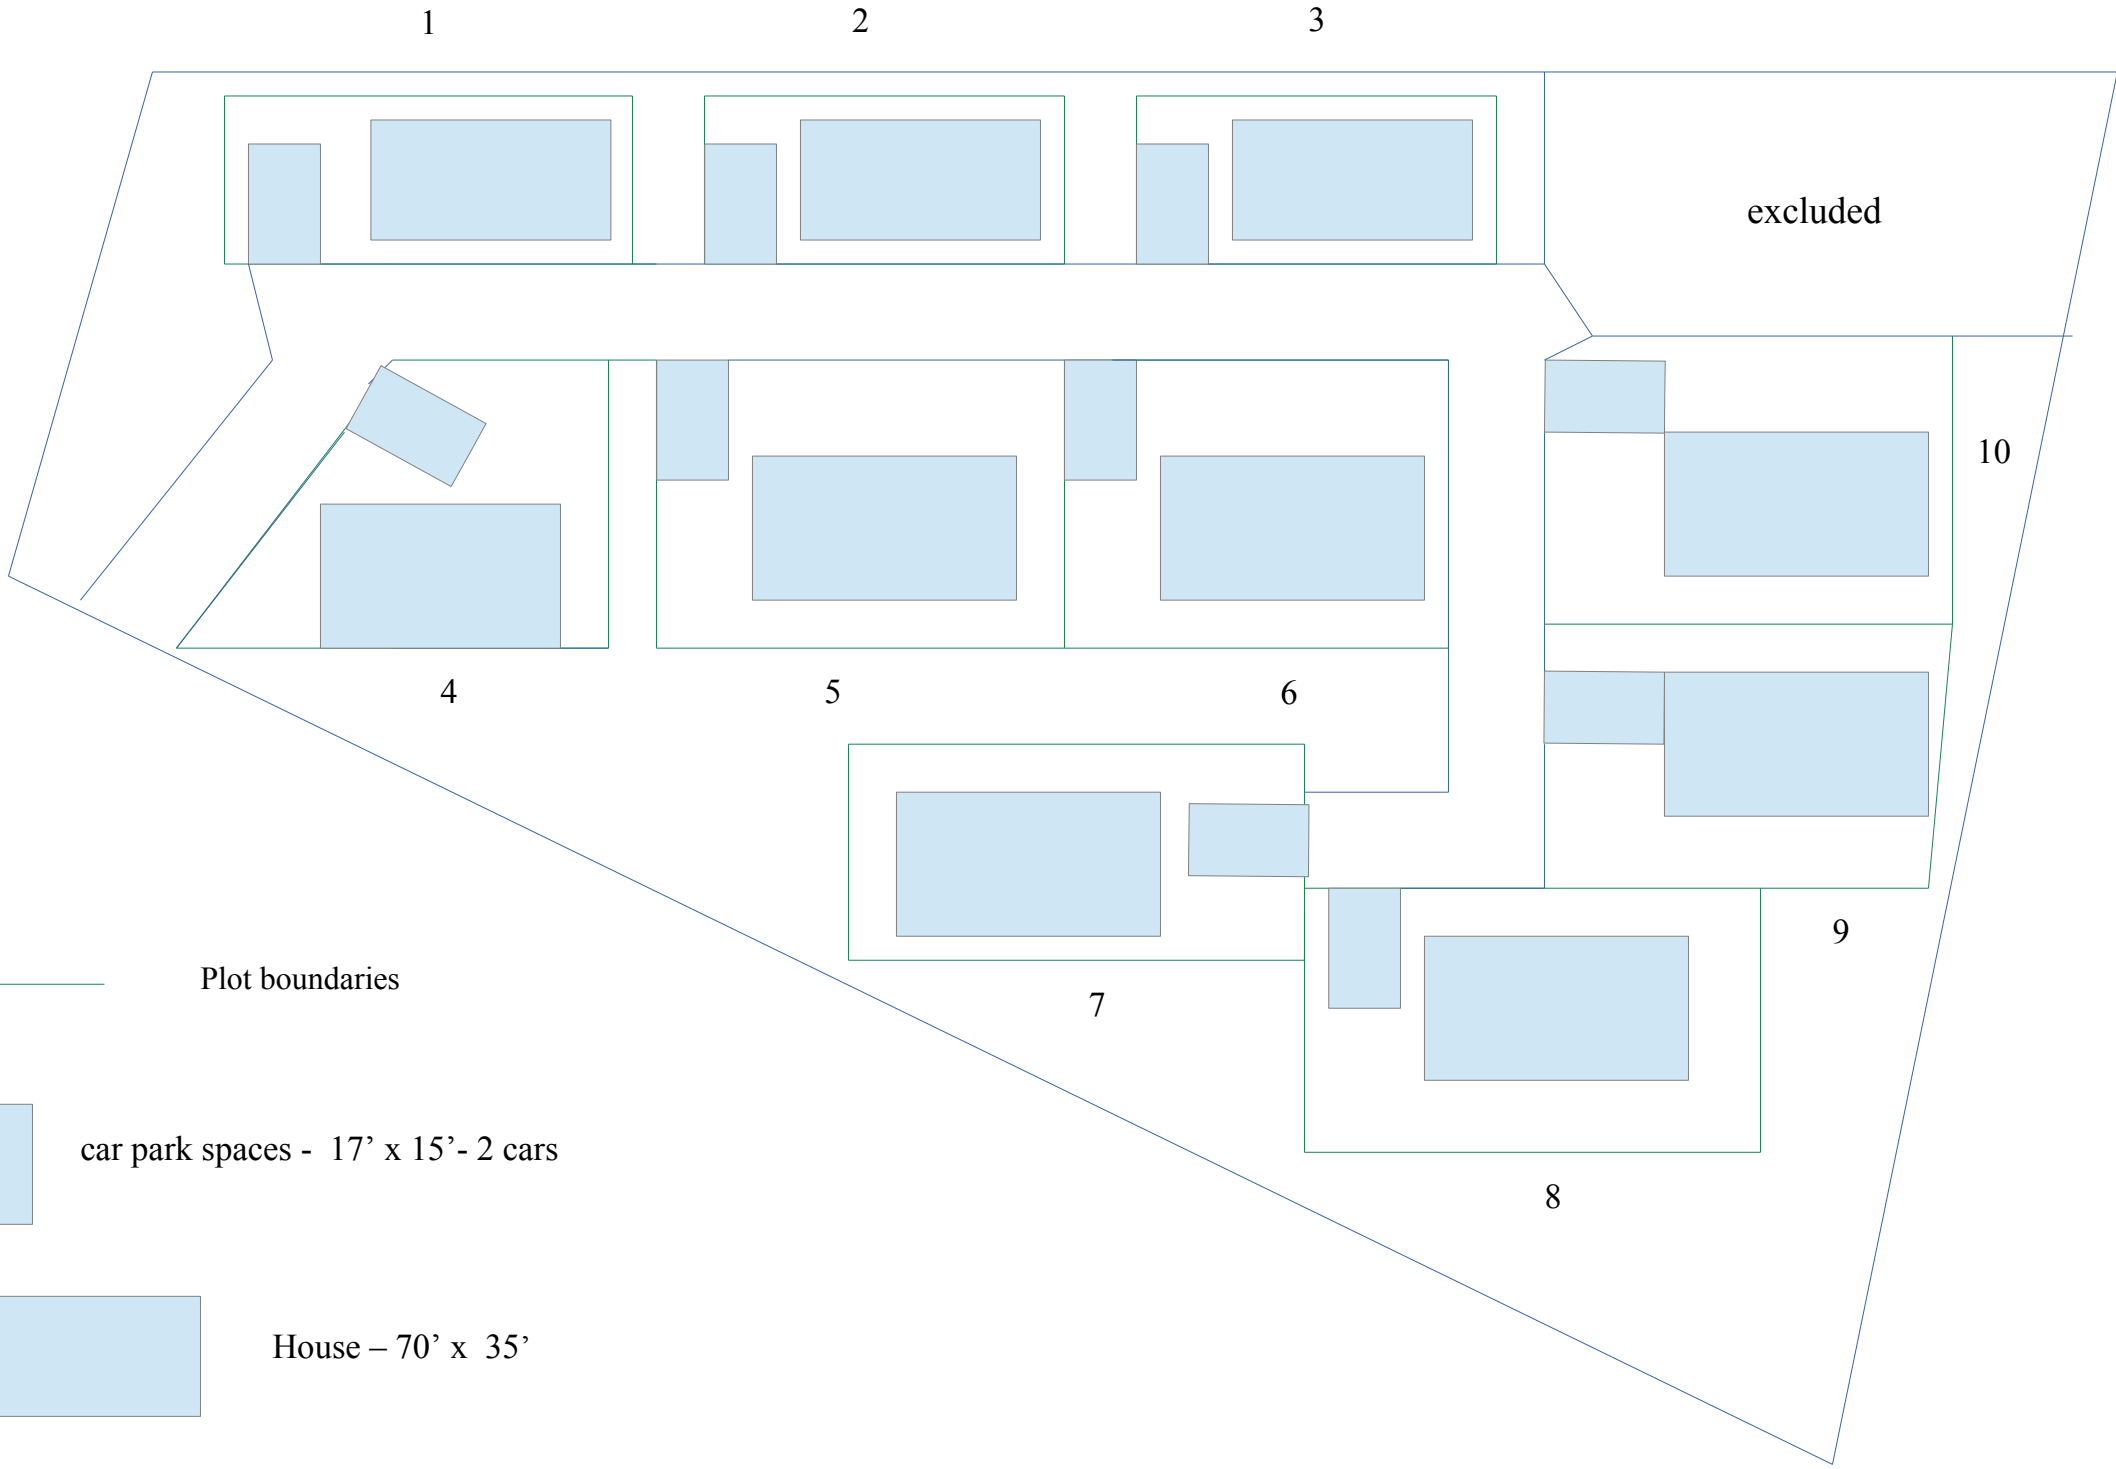 1
2
3
excluded
10
4
5
6
9
Plot boundaries
7
car park spaces -  17’ x 15’- 2 cars
8
House – 70’ x  35’